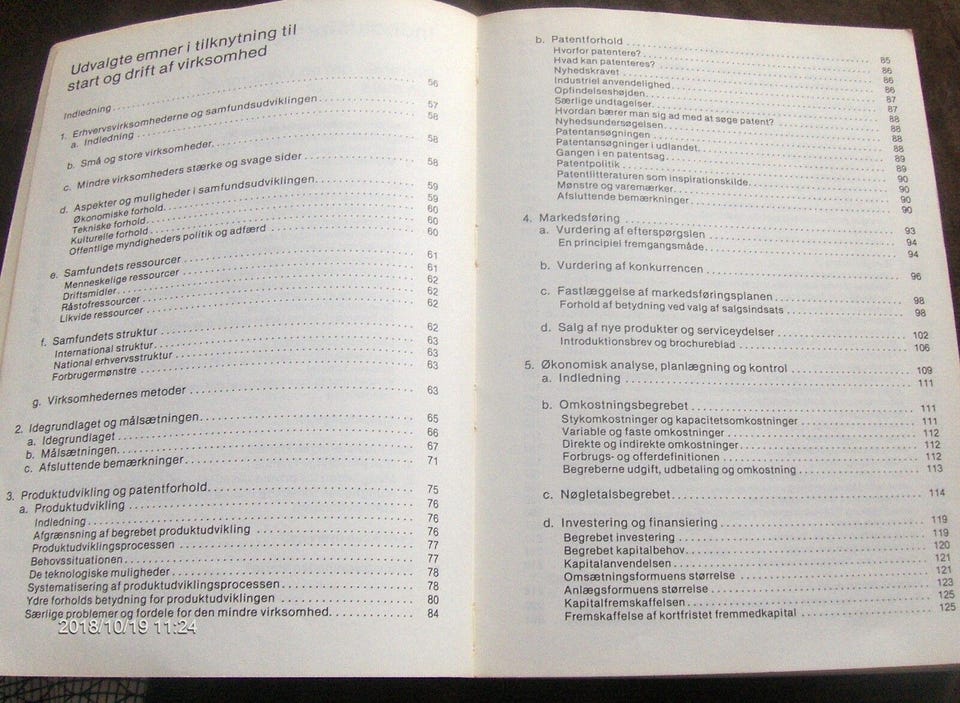 Udvalgte emner i tilknytning til
start og drift af virksomhed
Indledning 56
1. Erhvervsvirksomhederne og samfundsudviklingen 57
a. Indledning 58
b. Små og store virksomheder 58
c. Mindre virksomheders stærke og svage sider 58
d. Aspekter og muligheder i samfundsudviklingen 59
Økonomiske forhold 59
Tekniske forhold 60
Kulturelle forhold 60
Offentlige myndigheders politik og adfærd 60
e. Samfundets ressourcer 61
Menneskelige ressourcer 61
Driftsmidler 62
Råstofressourcer 62
Likvide ressourcer 62
f. Samfundets struktur 62
International struktur 63
National erhvervsstruktur 63
Forbrugermønstre 63
g. Virksomhedernes metoder 63
2. Idegrundlaget og målsætningen 65
a. Idegrundlaget 66
b. Målsætningen 67
c. Afsluttende bemærkninger 71
3. Produktudvikling og patentforhold 75
a. Produktudvikling 76
Indledning 76
Afgrænsning af begrebet produktudvikling 76
Produktudviklingsprocessen 77
Behovssituationen 77
De teknologiske muligheder 78
Systematisering af produktudviklingsprocessen 78
Ydre forholds betydning for produktudviklingen 80
Særlige problemer og fordele for den mindre virksomhed 84
2018/10/19 11:24
b. Patentforhold 85
Hvorfor patentere? 86
Hvad kan patenteres? 86
Nyhedskravet 86
Industriel anvendelighed 87
Opfindelseshøjden 87
Særlige undtagelser 88
Hvordan bærer man sig ad med at søge patent? 88
Nyhedsundersøgelsen 88
Patentansøgningen 88
Patentansøgninger i udlandet 89
Gangen i en patentsag 89
Patentpolitik 90
Patentlitteraturen som inspirationskilde 90
Mønstre og varemærker 90
Afsluttende bemærkninger 90
4. Markedsføring 93
a. Vurdering af efterspørgslen 94
En principiel fremgangsmåde 94
b. Vurdering af konkurrencen 96
c. Fastlæggelse af markedsføringsplanen 98
Forhold af betydning ved valg af salgsindsats 98
d. Salg af nye produkter og serviceydelser 102
Introduktionsbrev og brochureblad 106
5. Økonomisk analyse, planlægning og kontrol 109
a. Indledning 111
b. Omkostningsbegrebet 111
Stykomkostninger og kapacitetsomkostninger 111
Variable og faste omkostninger 112
Direkte og indirekte omkostninger 112
Forbrugs- og offerdefinitionen 112
Begreberne udgift, udbetaling og omkostning 113
c. Nøgletalsbegrebet 114
d. Investering og finansiering 119
Begrebet investering 119
Begrebet kapitalbehov 120
Kapitalanvendelsen 121
Omsætningsformuens størrelse 121
Anlægsformuens størrelse 123
Kapitalfremskaffelsen 125
Fremskaffelse af kortfristet fremmedkapital 125